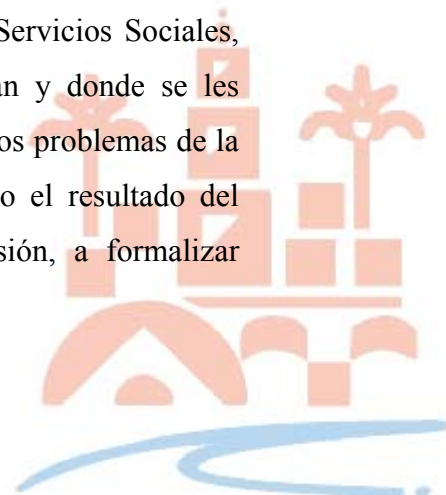 Servicios Sociales,
an y donde se les
os problemas de la
o el resultado del
sión, a formalizar